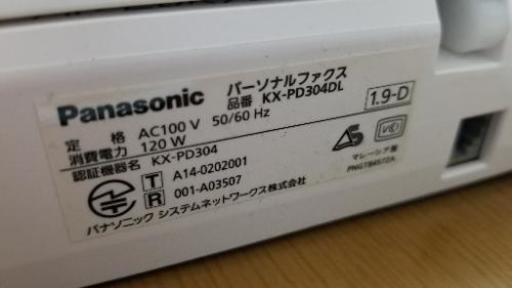 Panasonic パーソナルファクス
品番 KX-PD304DL
1.9-D
定 格 AC100 V 50/60 Hz
消費電力 120 W
認証機器名 KX-PD304
T A14-0202001
R 001-A03507
パナソニック システムネットワークス株式会社
マレーシア製